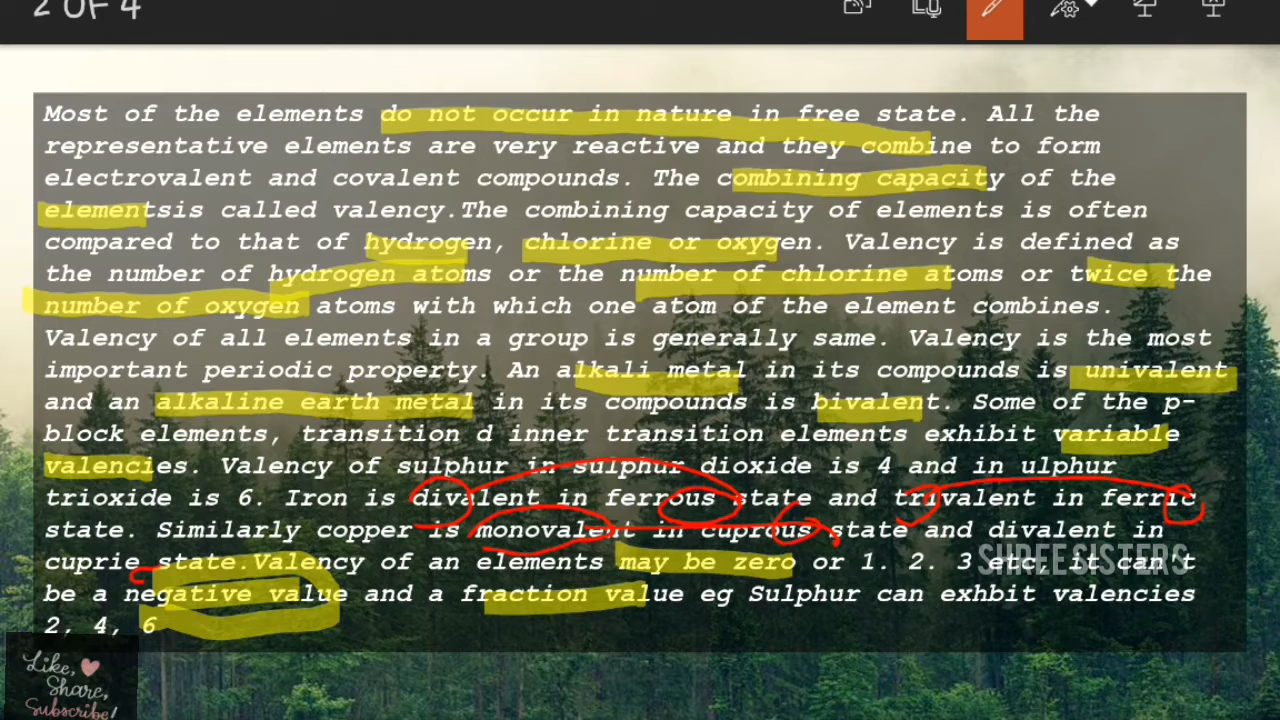 2 OF 4
Most of the elements do not occur in nature in free state. All the
representative elements are very reactive and they combine to form
electrovalent and covalent compounds. The combining capacity of the
elementsis called valency.The combining capacity of elements is often
compared to that of hydrogen, chlorine or oxygen. Valency is defined as
the number of hydrogen atoms or the number of chlorine atoms or twice the
number of oxygen atoms with which one atom of the element combines.
Valency of all elements in a group is generally same. Valency is the most
important periodic property. An alkali metal in its compounds is univalent
and an alkaline earth metal in its compounds is bivalent. Some of the p-
block elements, transition d inner transition elements exhibit variable
valencies. Valency of sulphur in sulphur dioxide is 4 and in ulphur
trioxide is 6. Iron is divalent in ferrous state and trivalent in ferric
state. Similarly copper is monovalent in cuprous state and divalent in
cuprie state.Valency of an elements may be zero or 1. 2. 3 etc, it can't
be a negative value and a fraction value eg Sulphur can exhbit valencies
2, 4, 6
SHREE SISTERS
Like,
Share,
Subscribe!